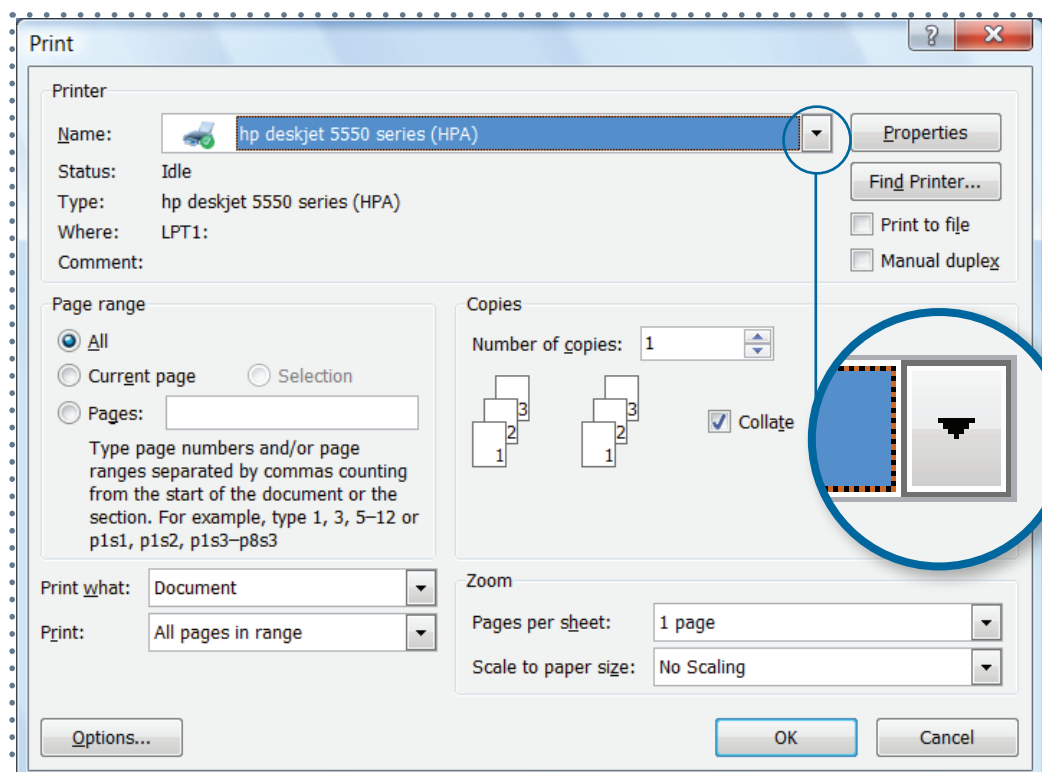 Print
Printer
Name: hp deskjet 5550 series (HPA) Properties
Status: Idle Find Printer...
Type: hp deskjet 5550 series (HPA)
Where: LPT1: Print to file
Comment: Manual duplex
Page range
All
Current page Selection
Pages:
Type page numbers and/or page
ranges separated by commas counting
from the start of the document or the
section. For example, type 1, 3, 5–12 or
p1s1, p1s2, p1s3–p8s3
Copies
Number of copies: 1
3 3
2 2
1 1
Collate
Print what: Document
Print: All pages in range
Zoom
Pages per sheet: 1 page
Scale to paper size: No Scaling
Options... OK Cancel